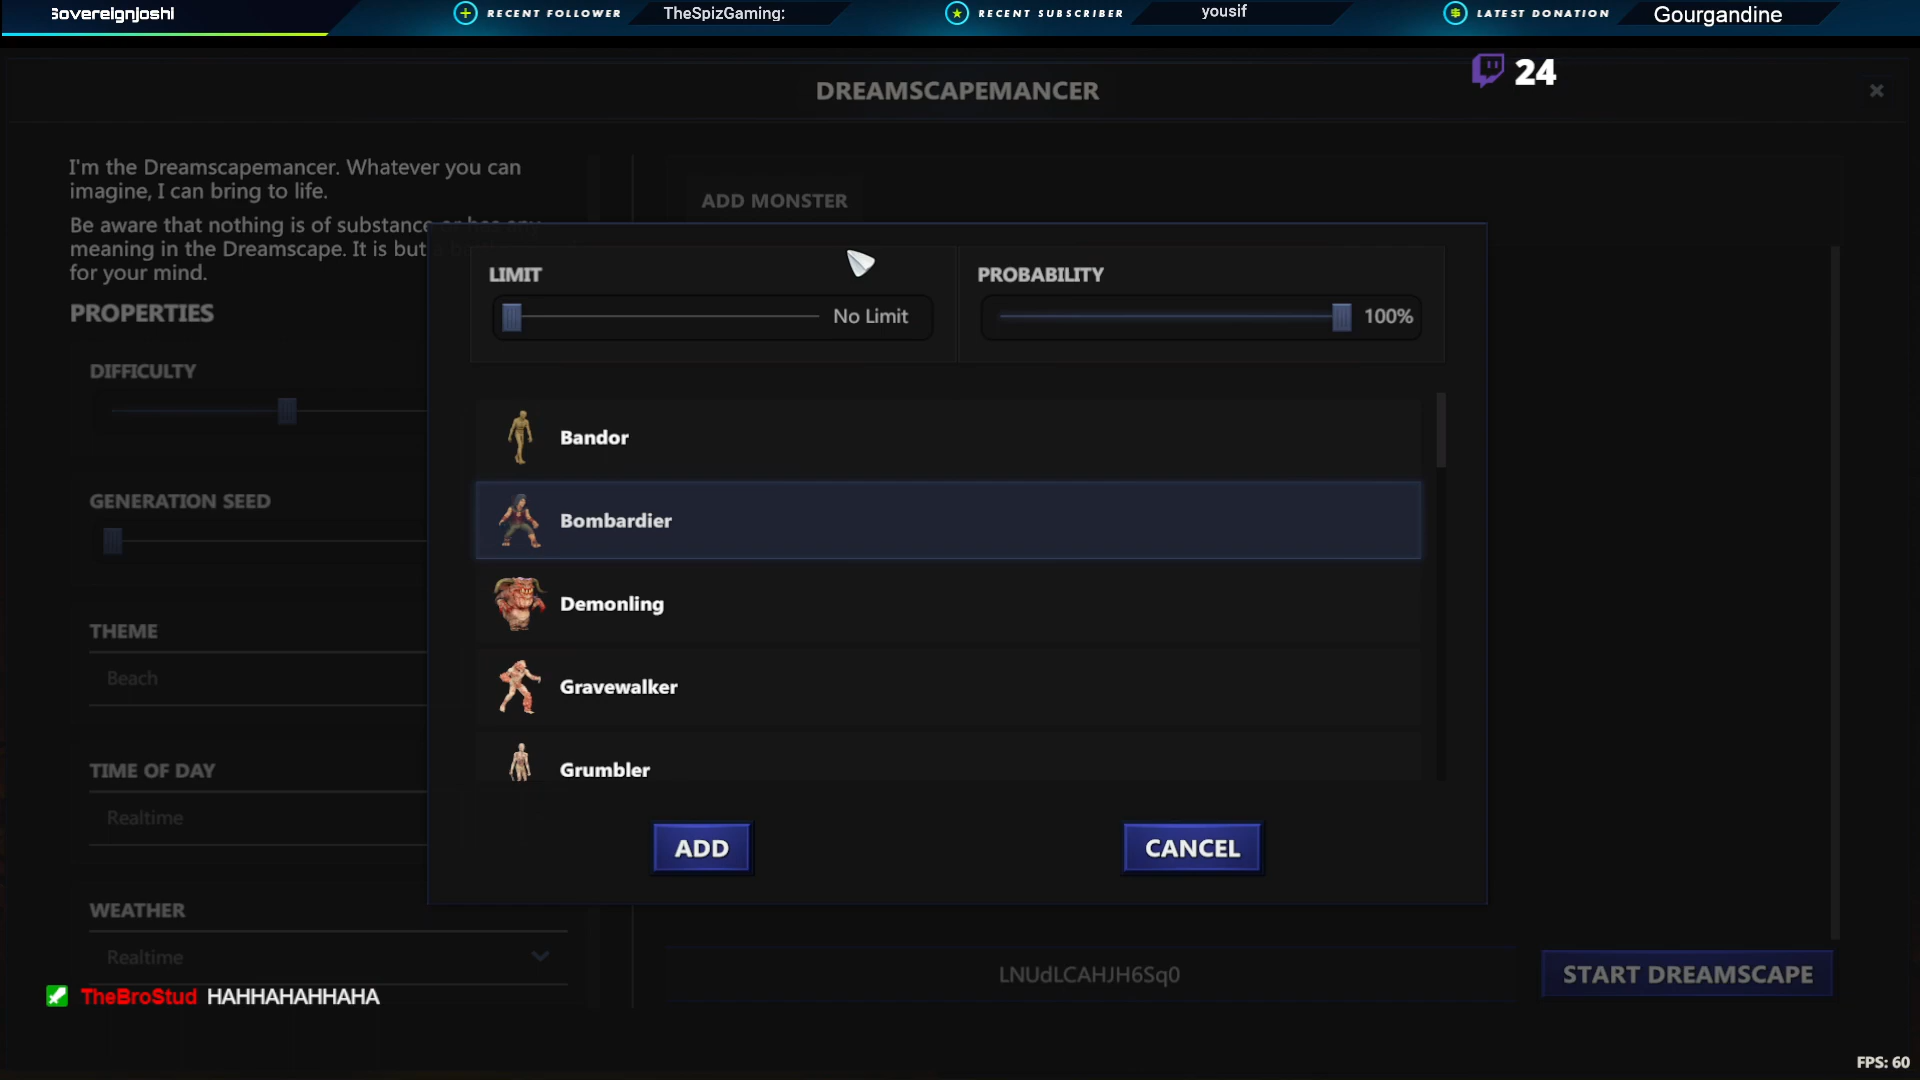 SovereignJoshi
RECENT FOLLOWER
TheSpizGaming:
RECENT SUBSCRIBER
yousif
LATEST DONATION
Gourgandine
24
DREAMSCAPEMANCER
I'm the Dreamscapemancer. Whatever you can
imagine, I can bring to life.
Be aware that nothing is of substance or has any
meaning in the Dreamscape. It is but a
for your mind.
PROPERTIES
DIFFICULTY
GENERATION SEED
THEME
Beach
TIME OF DAY
Realtime
WEATHER
Realtime
ADD MONSTER
LIMIT
No Limit
PROBABILITY
100%
Bandor
Bombardier
Demonling
Gravewalker
Grumbler
ADD
CANCEL
LNUdLCAHJH6Sq0
START DREAMSCAPE
TheBroStud HAHHAHAHHAHA
FPS: 60